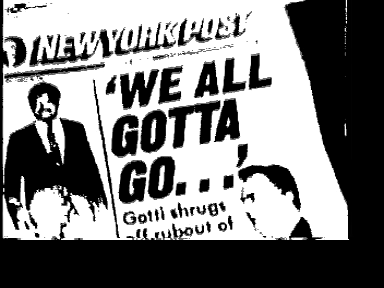 NEW YORK POST
'WE ALL
GOTTA
GO...'
Gotti shrugs
off rubout of